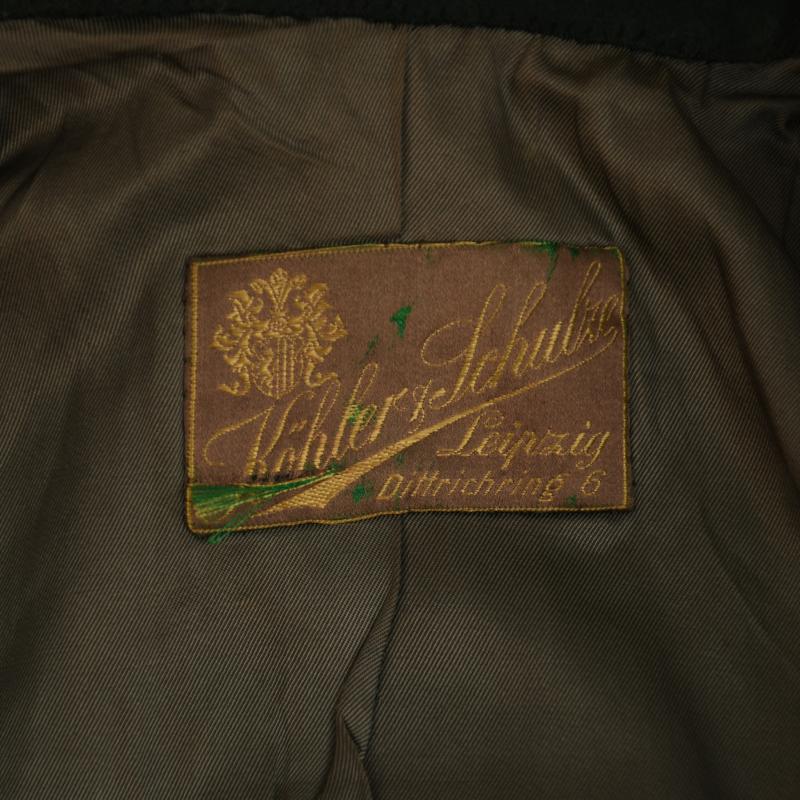 Köhler & Schulze
Leipzig
Dittrichring 6